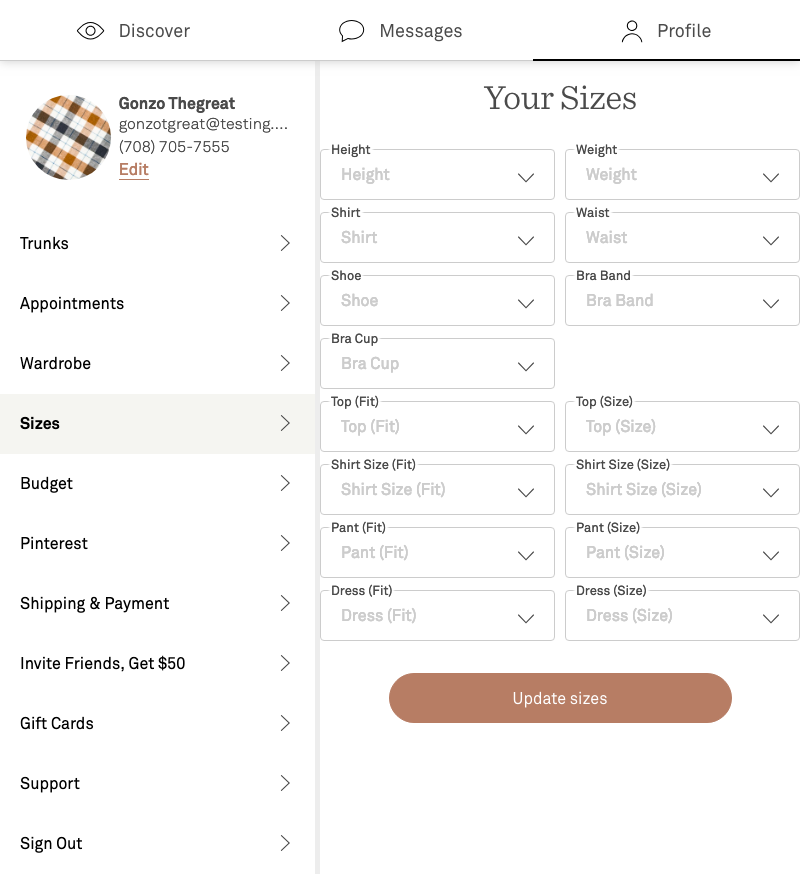 Discover
Messages
Profile
Gonzo Thegreat
gonzotgreat@testing....
(708) 705-7555
Edit
Trunks
Appointments
Wardrobe
Sizes
Budget
Pinterest
Shipping & Payment
Invite Friends, Get $50
Gift Cards
Support
Sign Out
Your Sizes
Height
Height
Weight
Weight
Shirt
Shirt
Waist
Waist
Shoe
Shoe
Bra Band
Bra Band
Bra Cup
Bra Cup
Top (Fit)
Top (Fit)
Top (Size)
Top (Size)
Shirt Size (Fit)
Shirt Size (Fit)
Shirt Size (Size)
Shirt Size (Size)
Pant (Fit)
Pant (Fit)
Pant (Size)
Pant (Size)
Dress (Fit)
Dress (Fit)
Dress (Size)
Dress (Size)
Update sizes